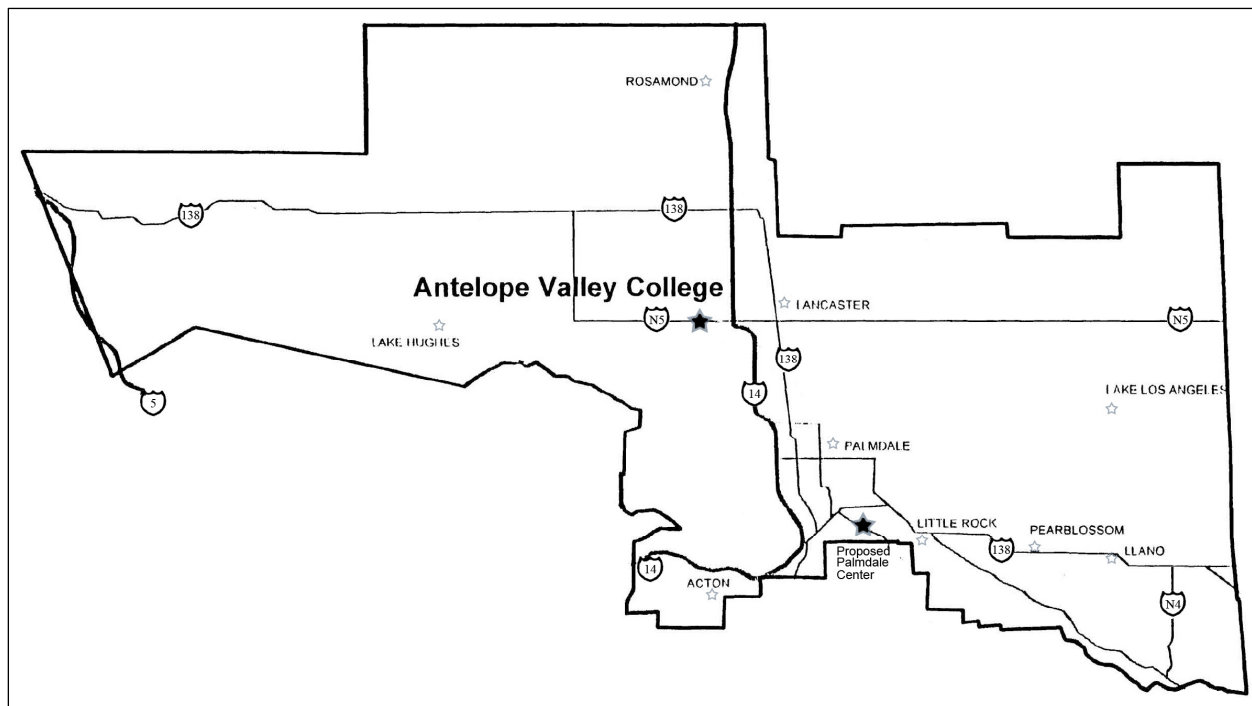 ROSAMOND
138
138
Antelope Valley College
LANCASTER
N5
N5
LAKE HUGHES
138
5
14
LAKE LOS ANGELES
PALMDALE
LITTLE ROCK
PEARBLOSSOM
138
LLANO
Proposed
Palmdale
Center
14
ACTON
N4